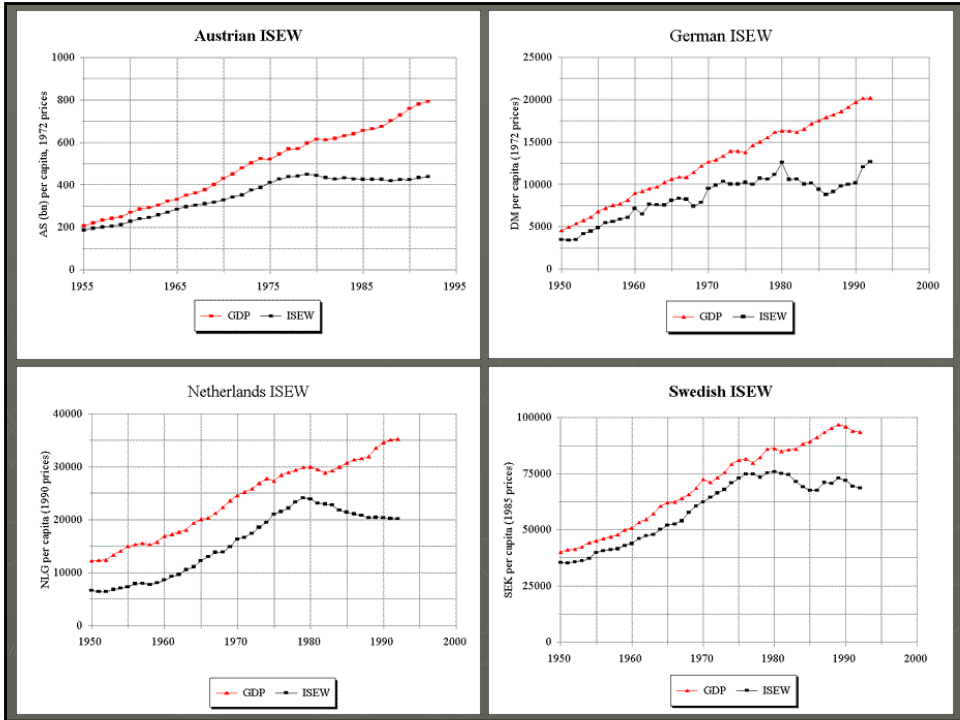 Austrian ISEW
AS (bn) per capita, 1972 prices
1000
800
600
400
200
0
1955
1965
1975
1985
1995
GDP
ISEW
German ISEW
DM per capita (1972 prices)
25000
20000
15000
10000
5000
0
1950
1960
1970
1980
1990
2000
GDP
ISEW
Netherlands ISEW
NLG per capita (1990 prices)
40000
30000
20000
10000
0
1950
1960
1970
1980
1990
2000
GDP
ISEW
Swedish ISEW
SEK per capita (1985 prices)
100000
75000
50000
25000
0
1950
1960
1970
1980
1990
2000
GDP
ISEW